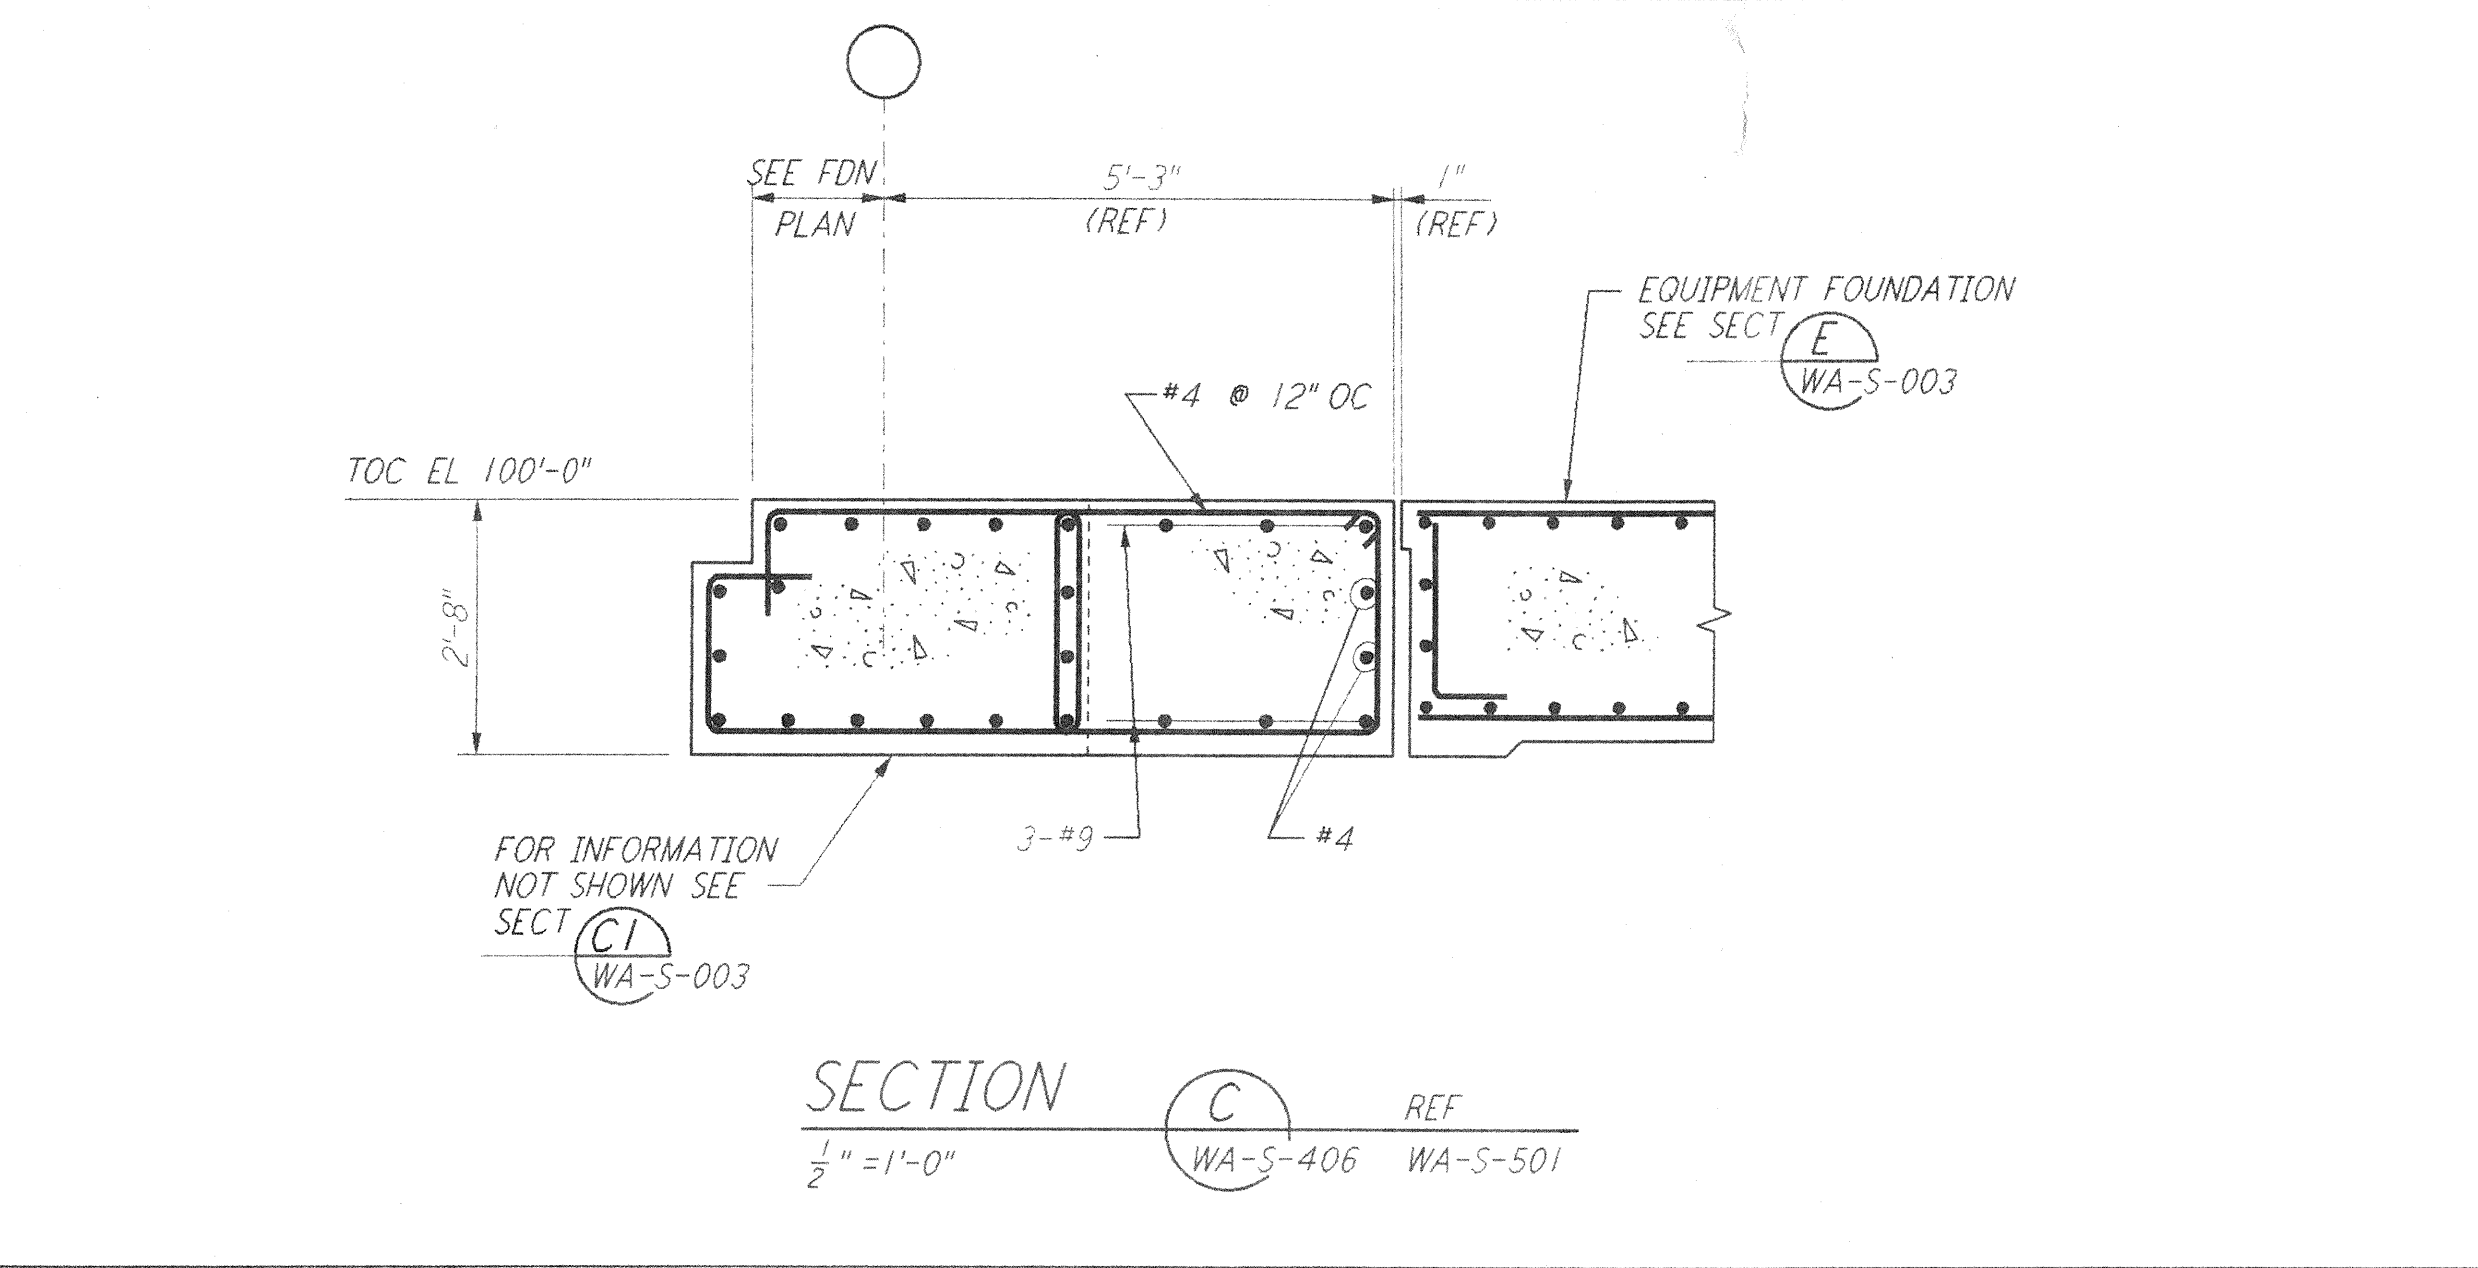 SEE FDN
PLAN
5'-3"
(REF)
1"
(REF)
EQUIPMENT FOUNDATION
SEE SECT
E
WA-S-003
#4 @ 12" OC
TOC EL 100'-0"
2'-8"
3-#9
#4
FOR INFORMATION
NOT SHOWN SEE
SECT
C1
WA-S-003
SECTION
C
REF
1/2" =1'-0"
WA-S-406
WA-S-501